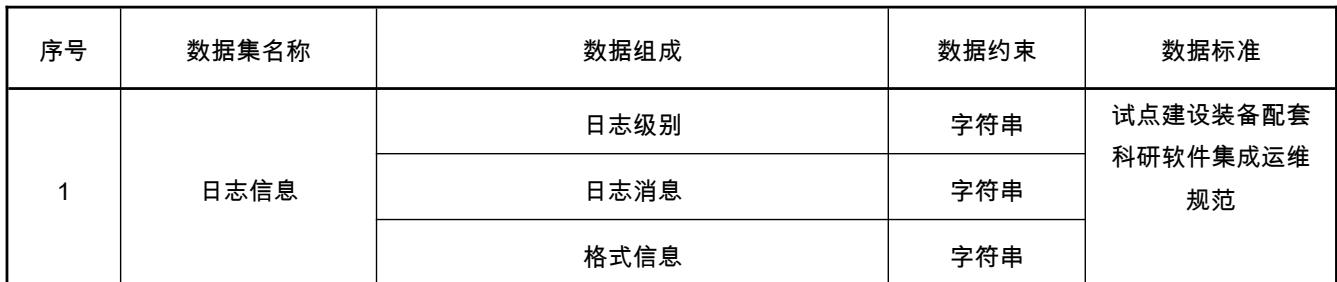 序号 数据集名称 数据组成 数据约束 数据标准
1 日志信息 日志级别 字符串 试点建设装备配套
科研软件集成运维
规范
日志消息 字符串
格式信息 字符串